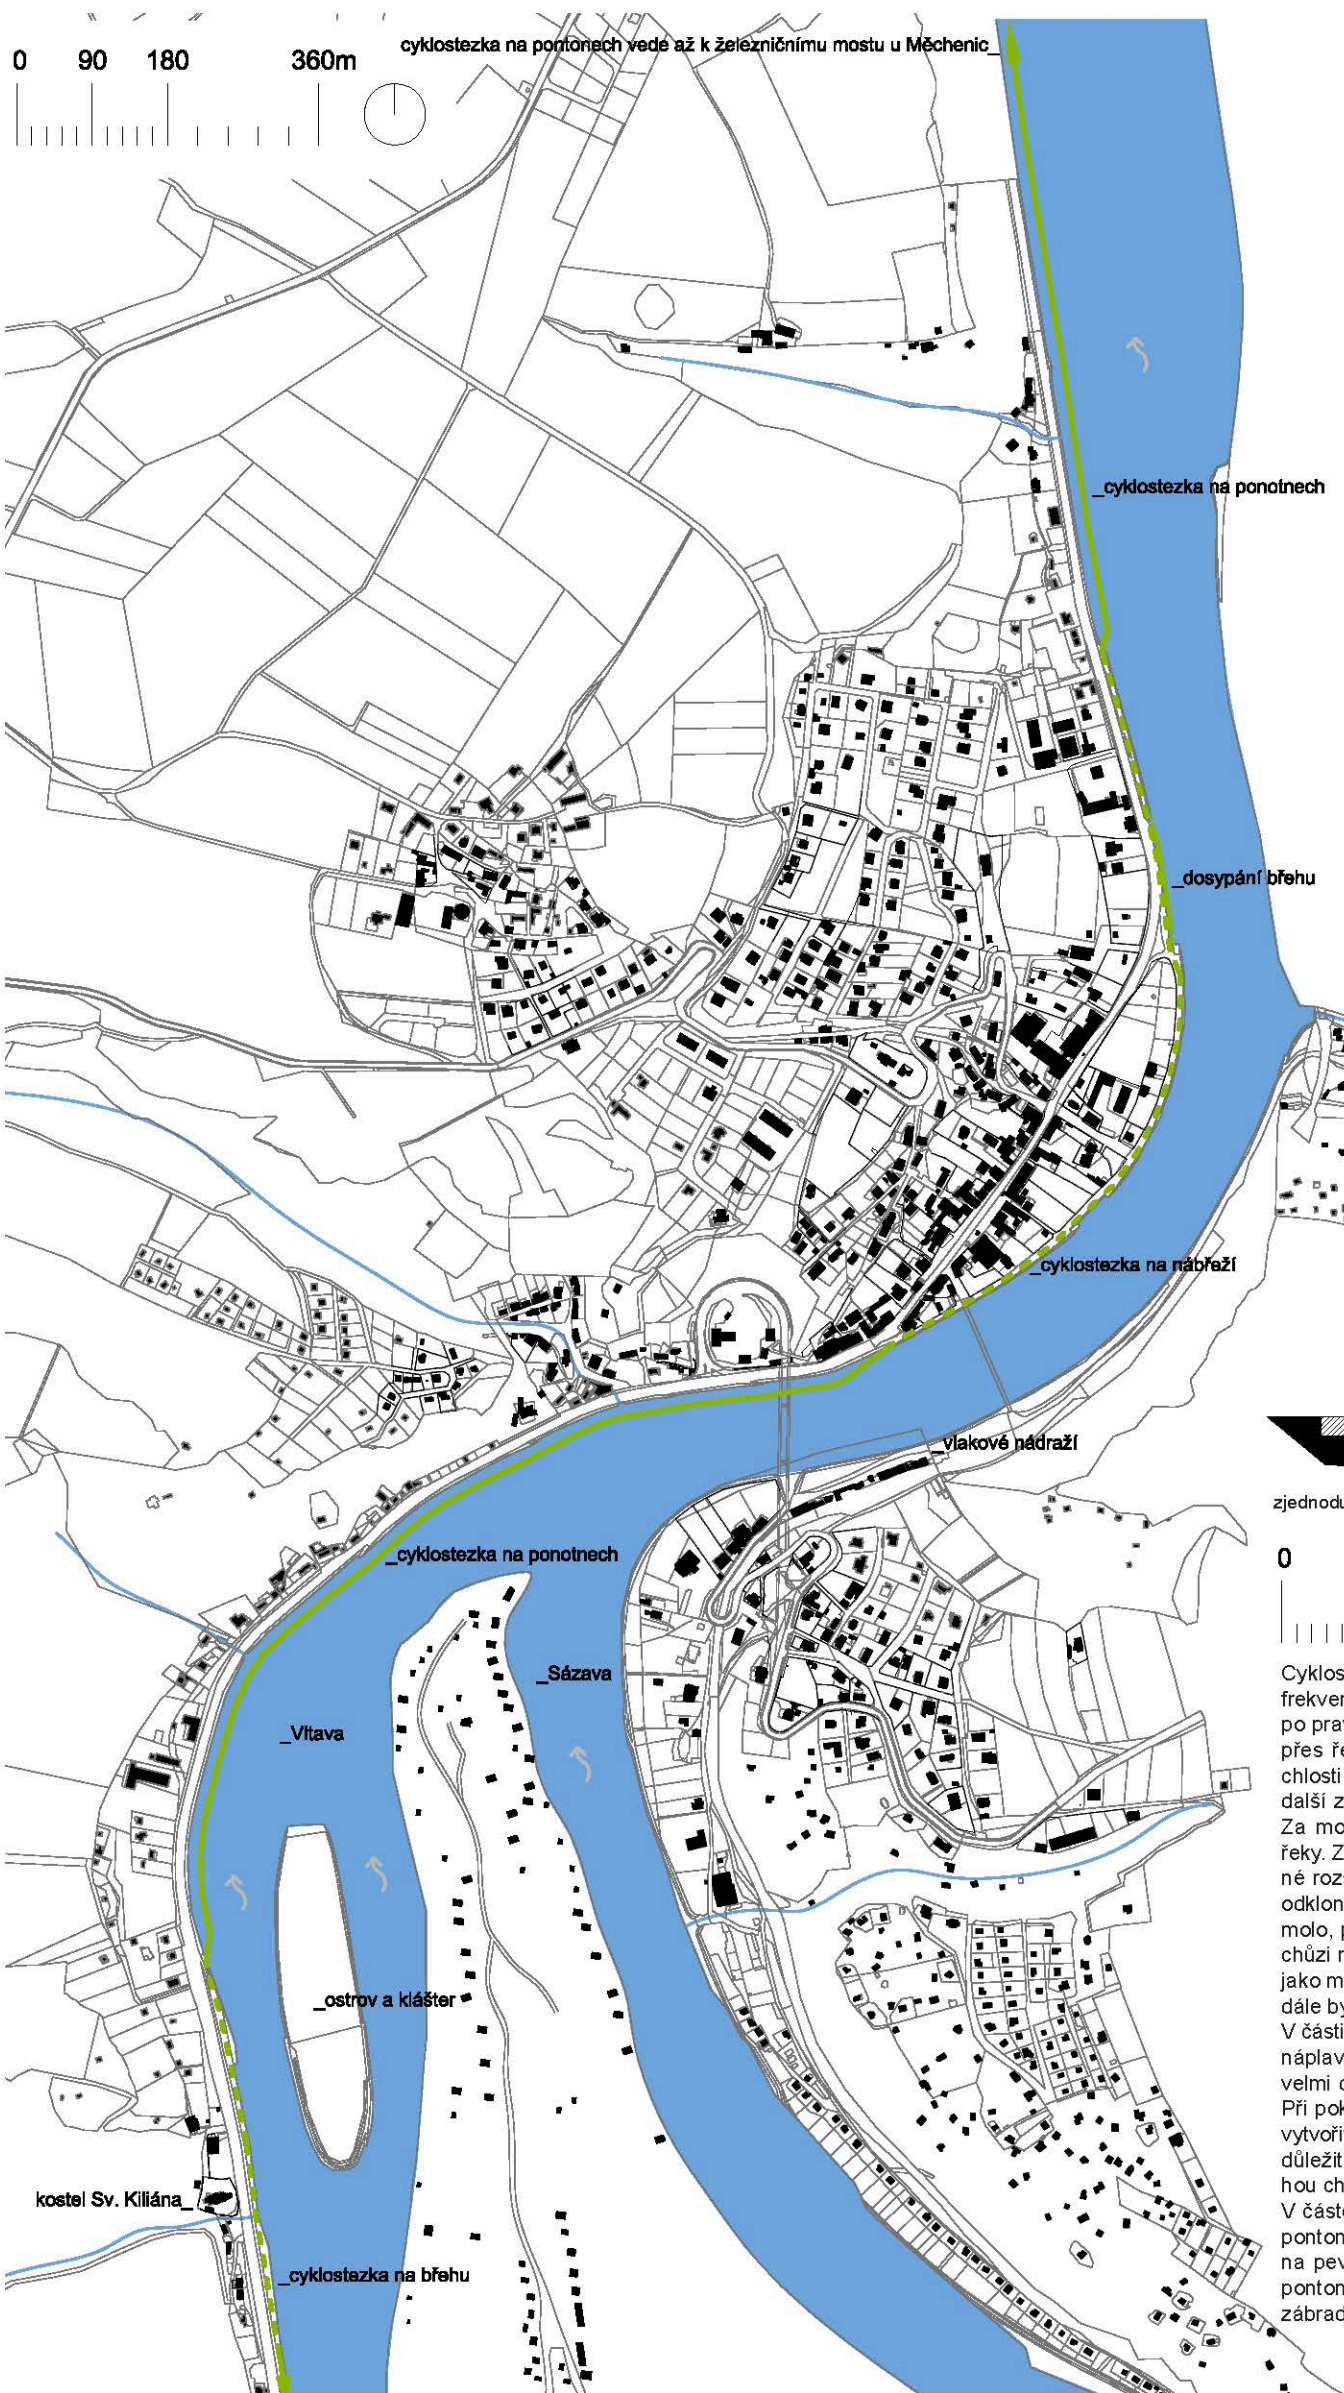 cyklostezka na pontonech vede až k železničnímu mostu u Měchenic_
0 90 180 360m
_cyklostezka na ponotnech
_dosypání břehu
_cyklostezka na nábřeží
_vlakové nádraží
zjednodu
0
_cyklostezka na ponotnech
_Sázava
_Vltava
_ostrov a klášter
kostel Sv. Kiliána_
_cyklostezka na břehu
Cyklos
frekver
po prav
přes ře
chlosti
další z
Za mo
řeky. Z
né roz
odklon
molo, p
chůzi n
jako m
dále by
V části
náplav
velmi d
Při pok
vytvoři
důležit
hou ch
V část
ponton
na pev
ponton
zábrad